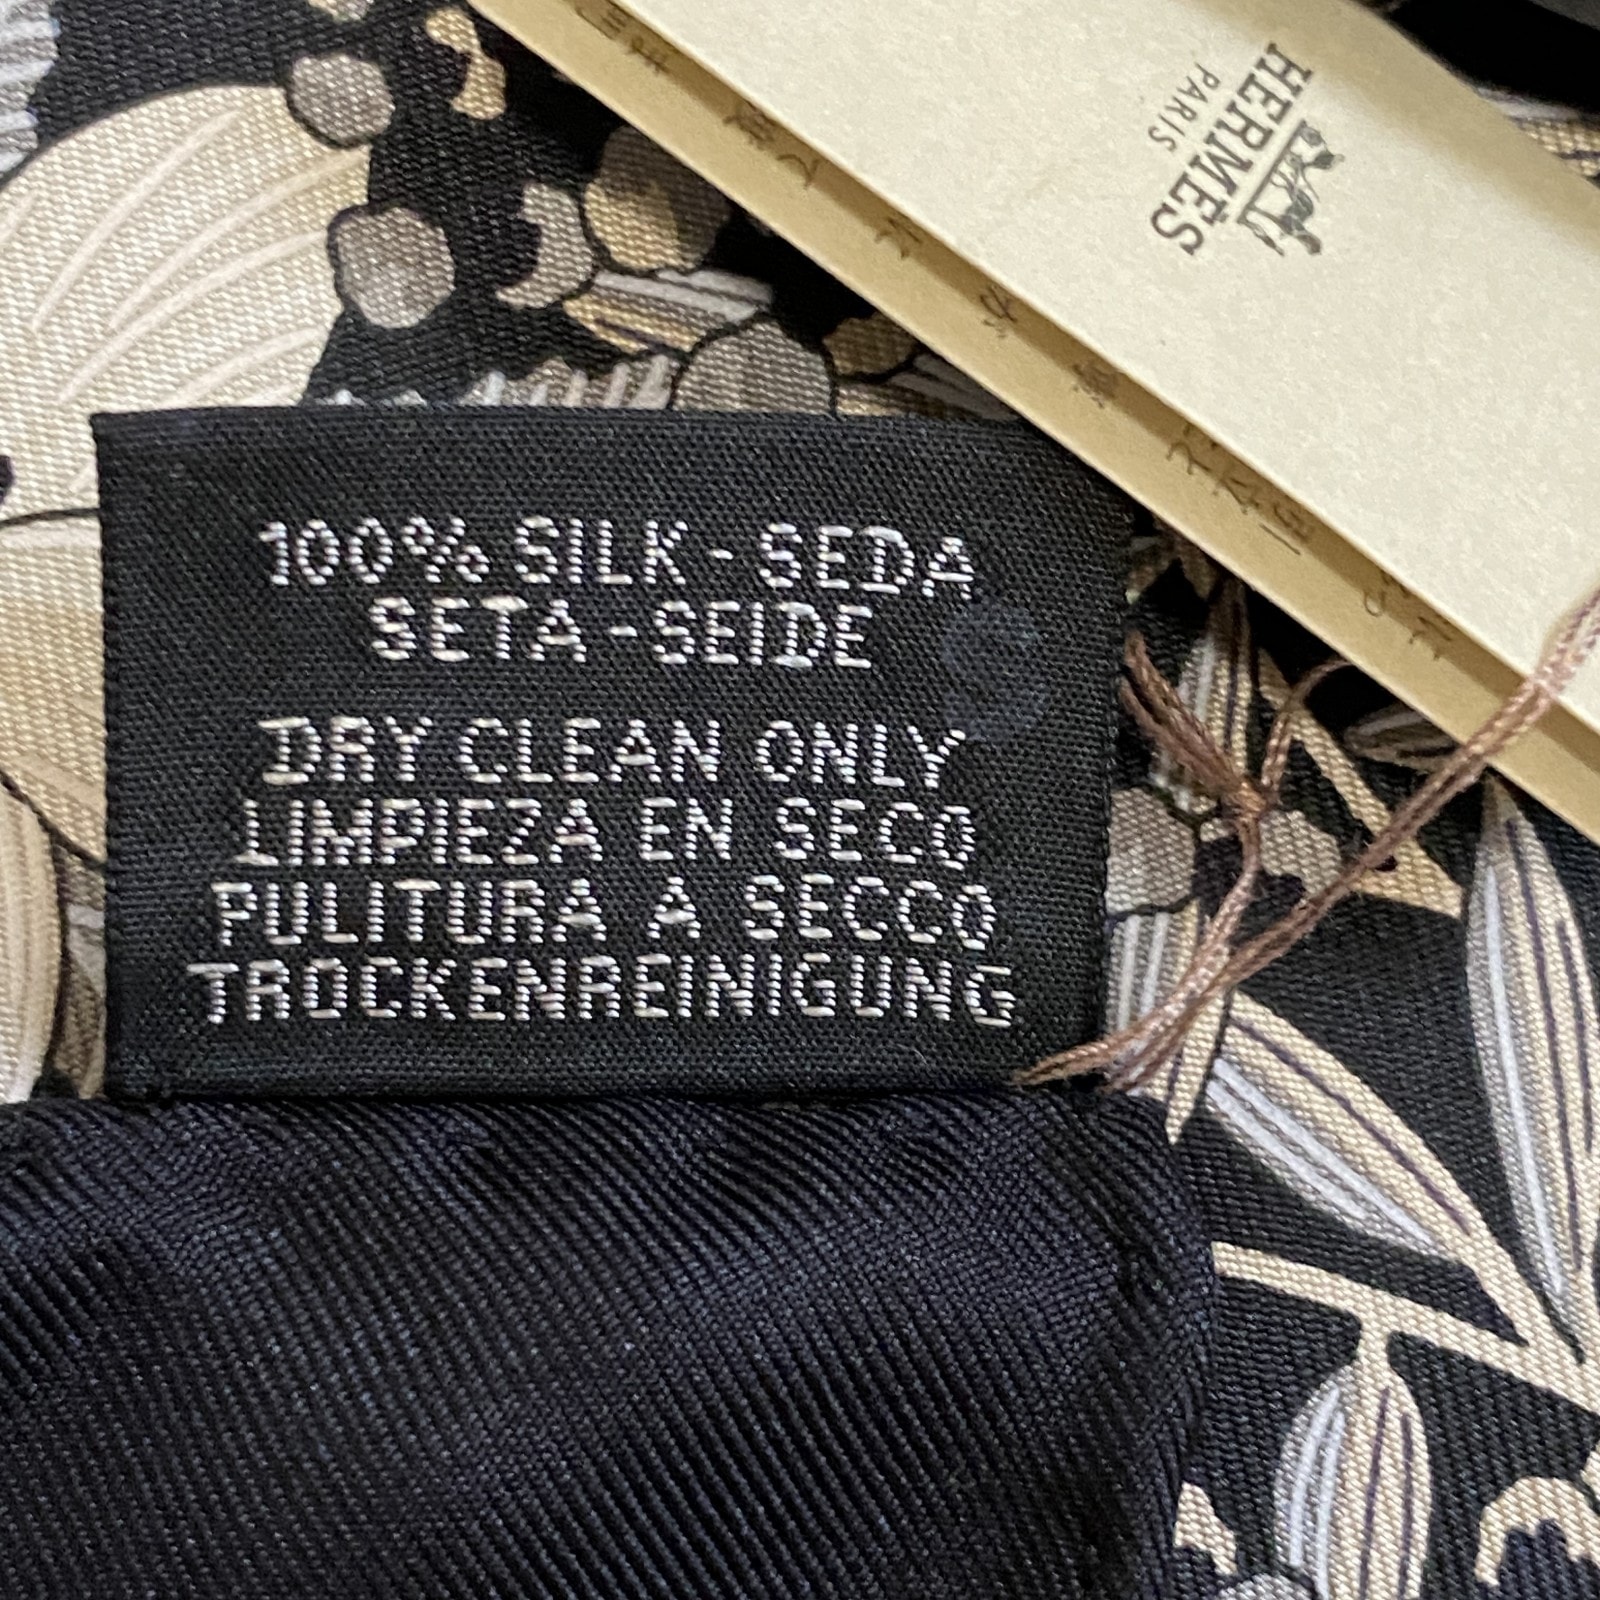 HERMÈS
PARIS
100% SILK - SEDA
SETA - SEIDE
DRY CLEAN ONLY
LIMPIEZA EN SECO
PULITURA A SECCO
TROCKENREINIGUNG